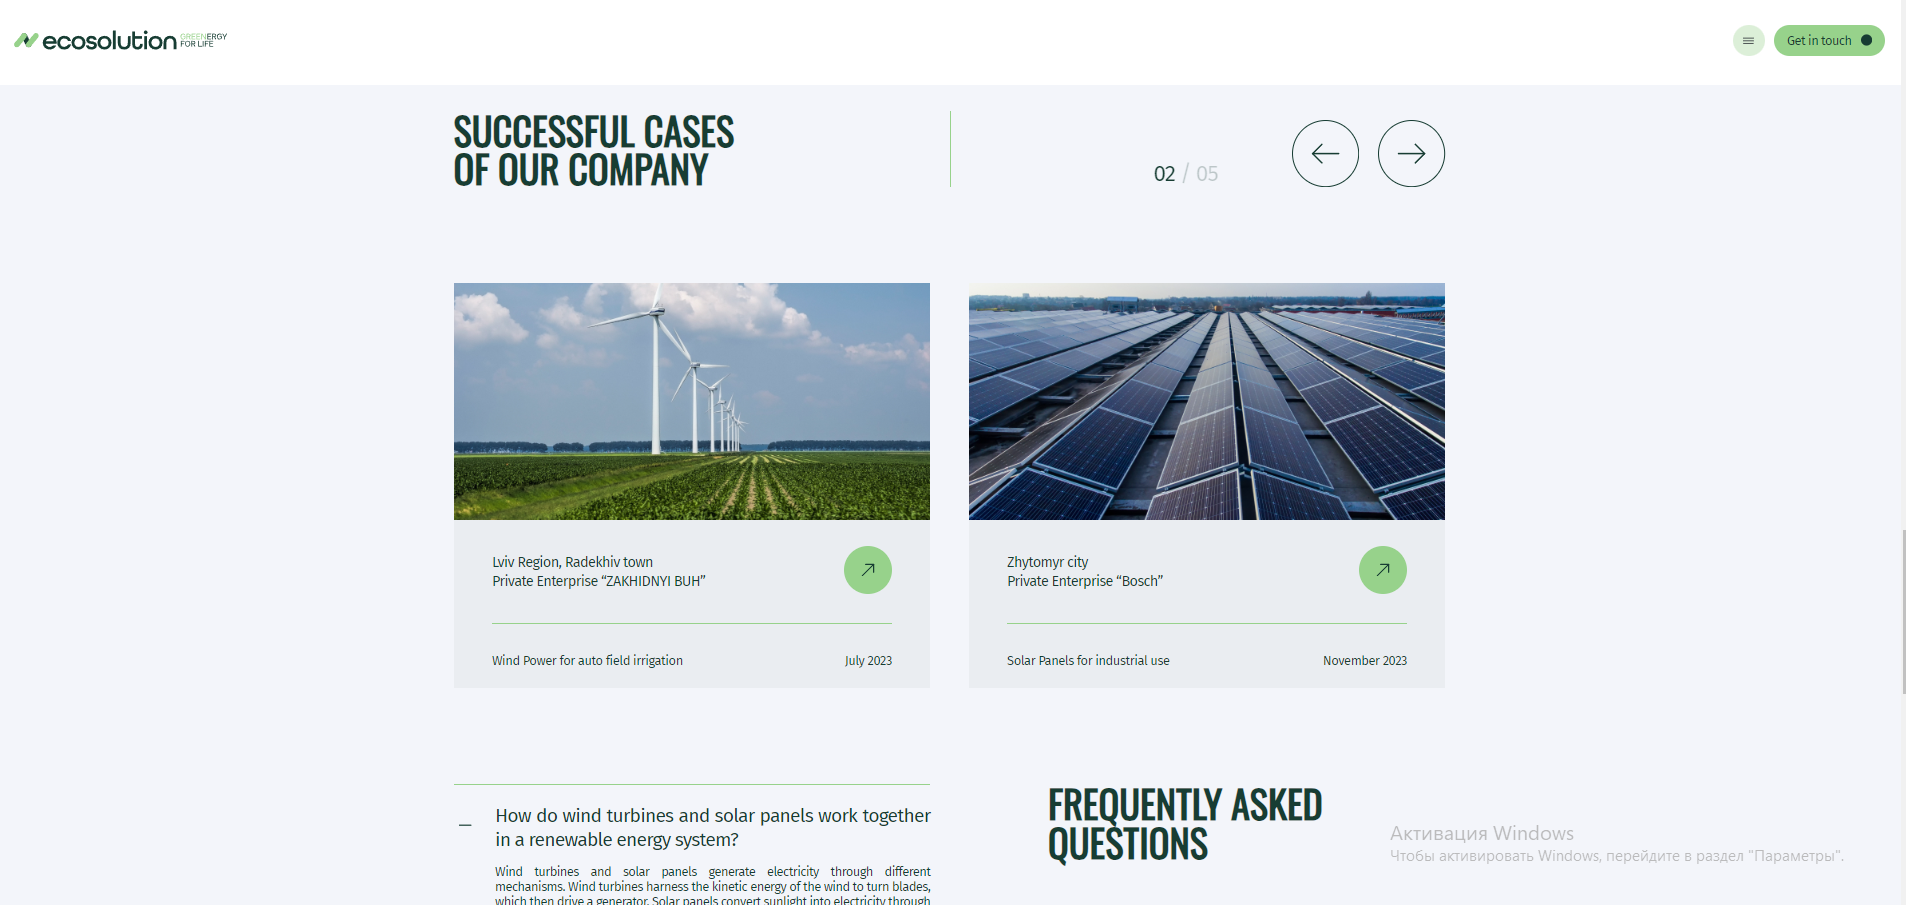 ecosolution GREENERGY
FOR LIFE
Get in touch
SUCCESSFUL CASES
OF OUR COMPANY
02 / 05
Lviv Region, Radekhiv town
Private Enterprise “ZAKHIDNYI BUH”
Wind Power for auto field irrigation
July 2023
Zhytomyr city
Private Enterprise “Bosch”
Solar Panels for industrial use
November 2023
How do wind turbines and solar panels work together
in a renewable energy system?
Wind turbines and solar panels generate electricity through different
mechanisms. Wind turbines harness the kinetic energy of the wind to turn blades,
which then drive a generator. Solar panels convert sunlight into electricity through
FREQUENTLY ASKED
QUESTIONS
Активация Windows
Чтобы активировать Windows, перейдите в раздел "Параметры".